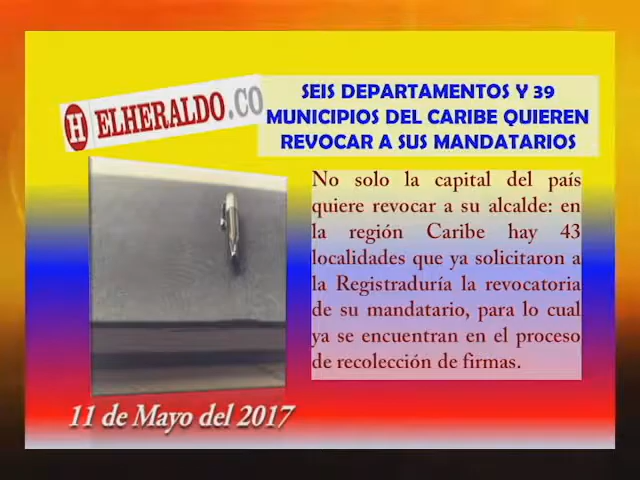 H ELHERALDO.CO
SEIS DEPARTAMENTOS Y 39
MUNICIPIOS DEL CARIBE QUIEREN
REVOCAR A SUS MANDATARIOS
No solo la capital del país
quiere revocar a su alcalde: en
la región Caribe hay 43
localidades que ya solicitaron a
la Registraduría la revocatoria
de su mandatario, para lo cual
ya se encuentran en el proceso
de recolección de firmas.
11 de Mayo del 2017